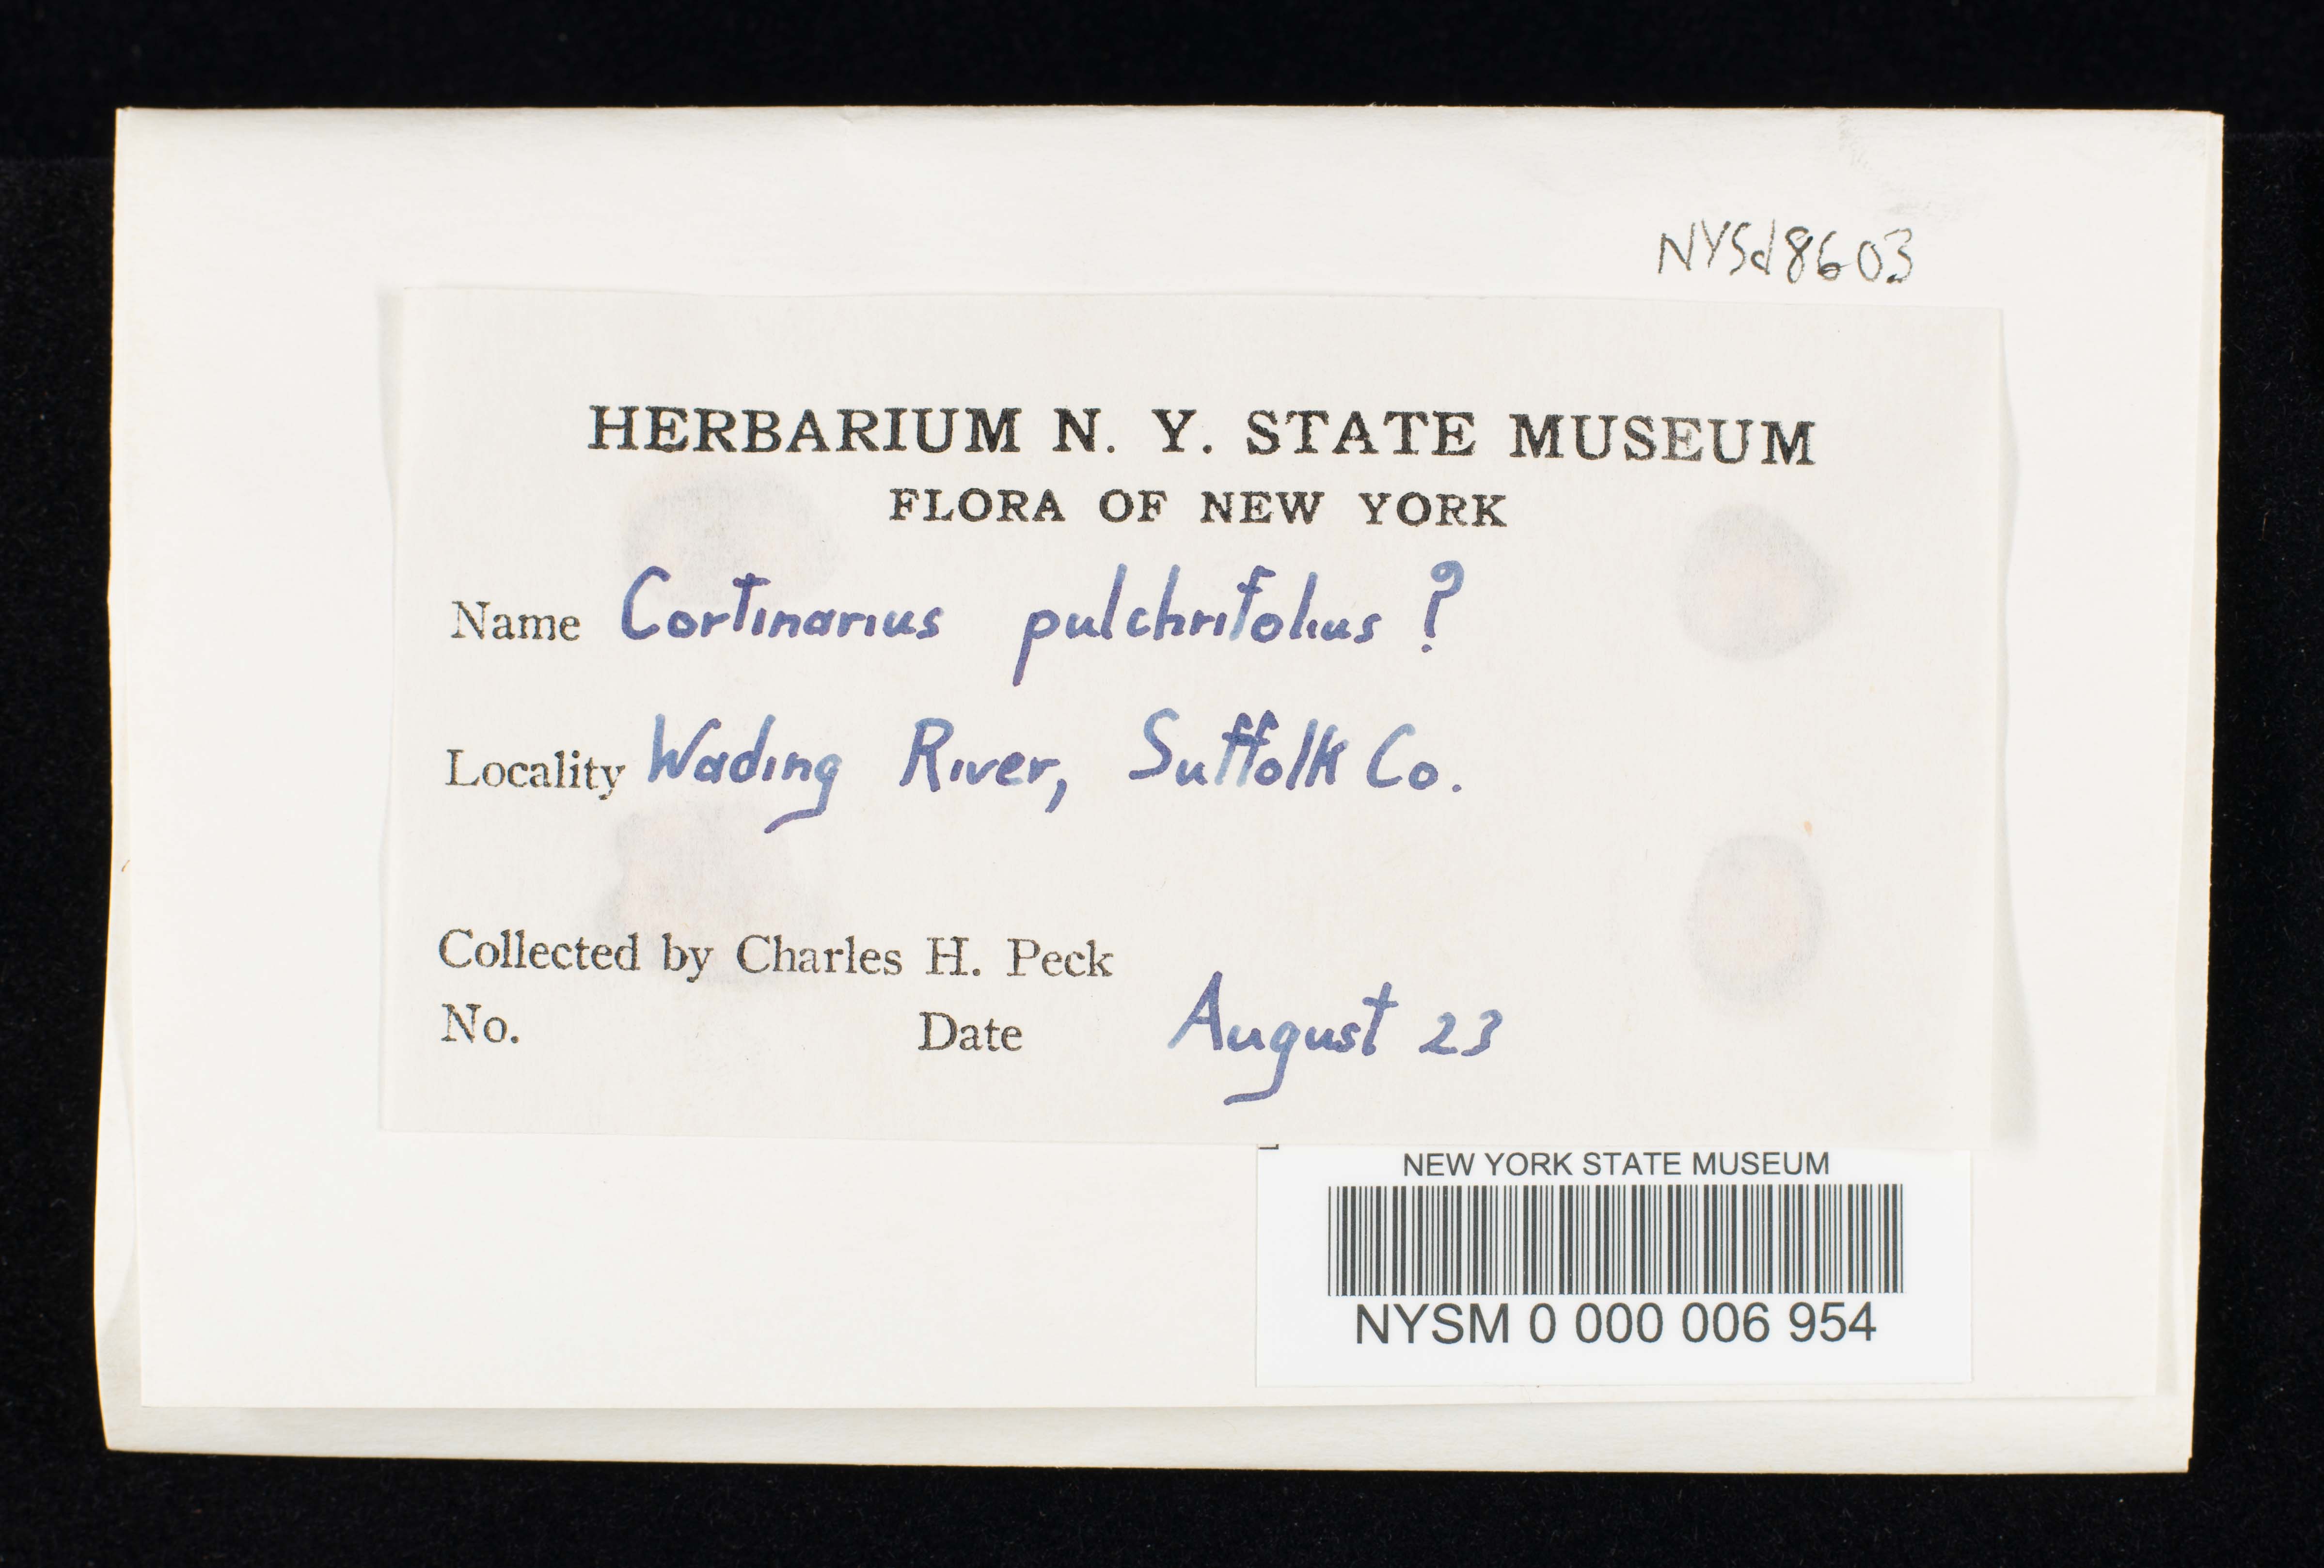 NYSd8603
HERBARIUM N. Y. STATE MUSEUM
FLORA OF NEW YORK
Name Cortinarius pulchrifolius ?
Locality Wading River, Suffolk Co.
Collected by Charles H. Peck
No. Date August 23
NEW YORK STATE MUSEUM
NYSM 0 000 006 954